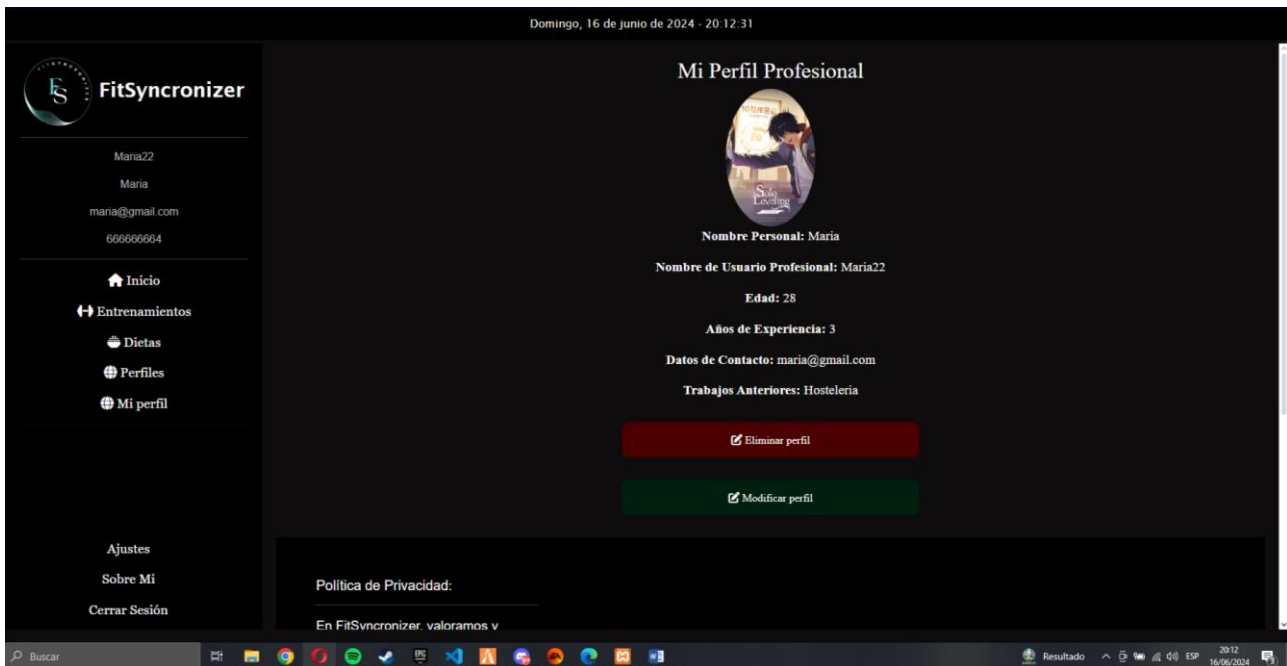 Domingo, 16 de junio de 2024 - 20:12:31
FS
FitSyncronizer
Maria22
Maria
maria@gmail.com
666666664
Inicio
Entrenamientos
Dietas
Perfiles
Mi perfil
Ajustes
Sobre Mi
Cerrar Sesión
Mi Perfil Profesional
Solo
Leveling
Nombre Personal: Maria
Nombre de Usuario Profesional: Maria22
Edad: 28
Años de Experiencia: 3
Datos de Contacto: maria@gmail.com
Trabajos Anteriores: Hosteleria
Eliminar perfil
Modificar perfil
Política de Privacidad:
En FitSyncronizer, valoramos y
Buscar
Resultado
ESP
20:12
16/06/2024